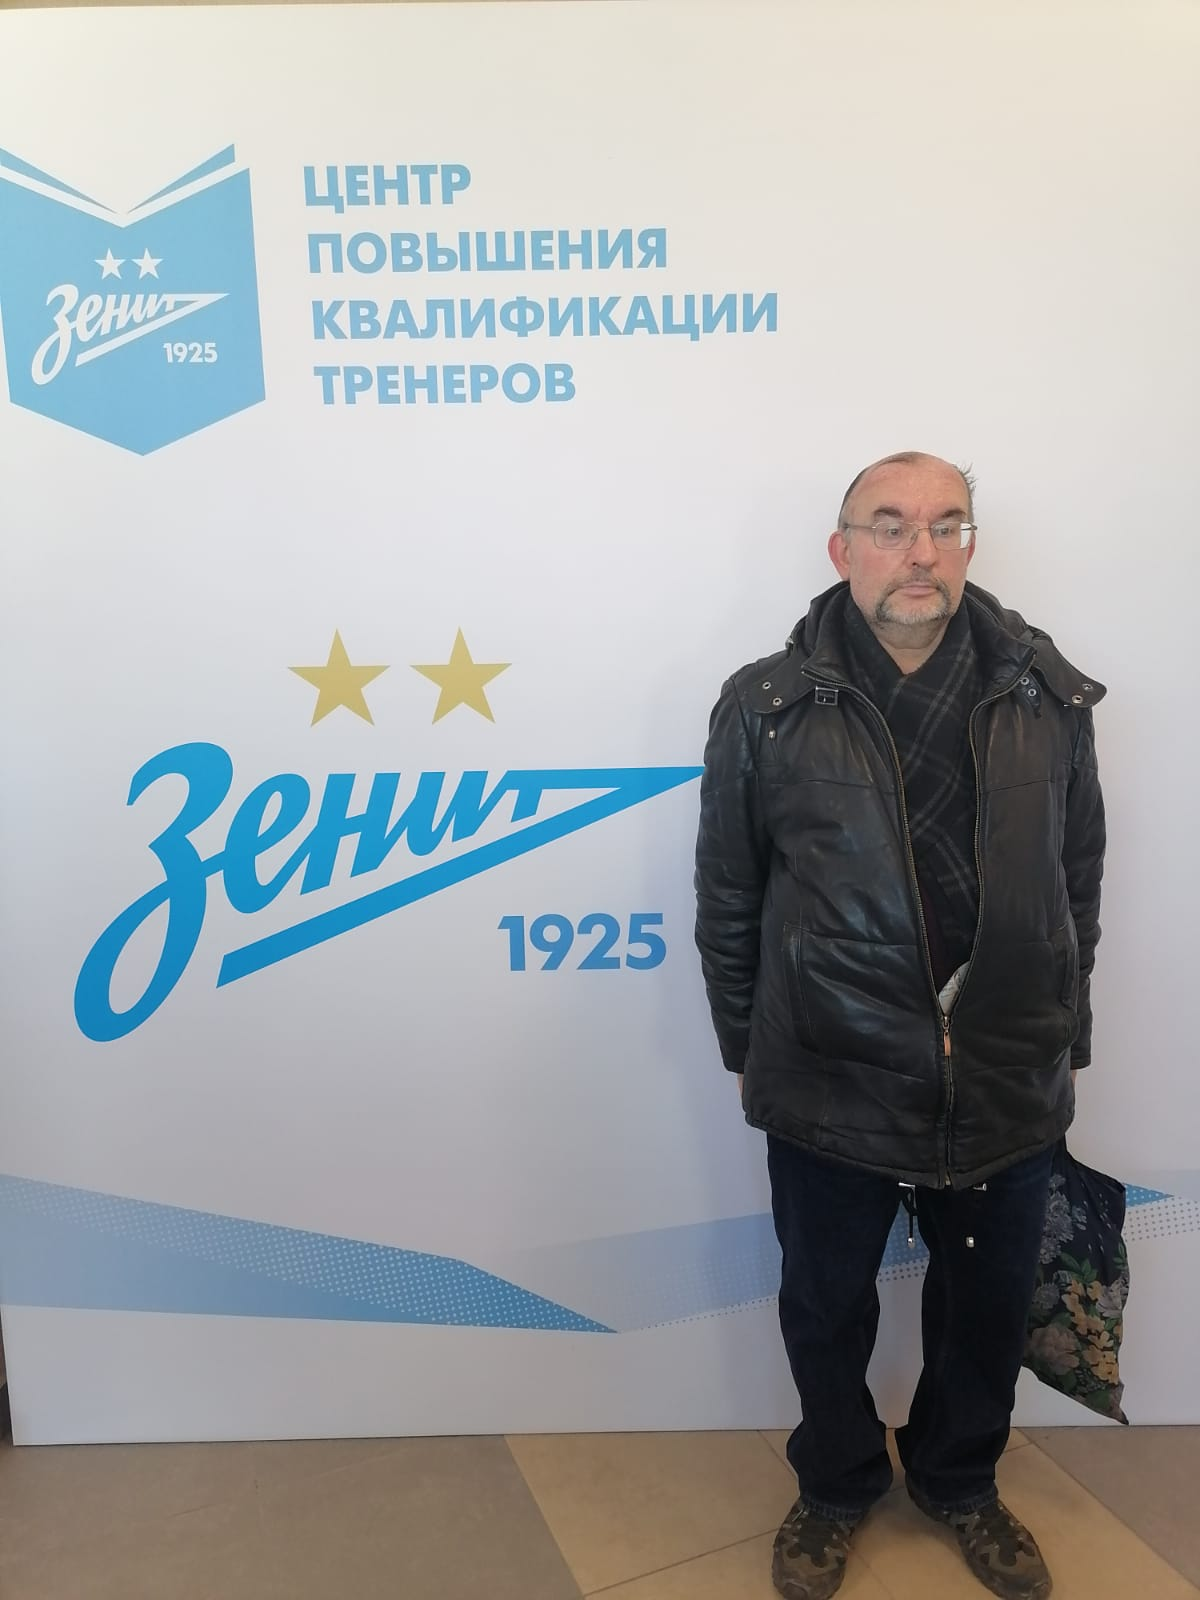 Зенит
1925
ЦЕНТР
ПОВЫШЕНИЯ
КВАЛИФИКАЦИИ
ТРЕНЕРОВ
Зенит
1925